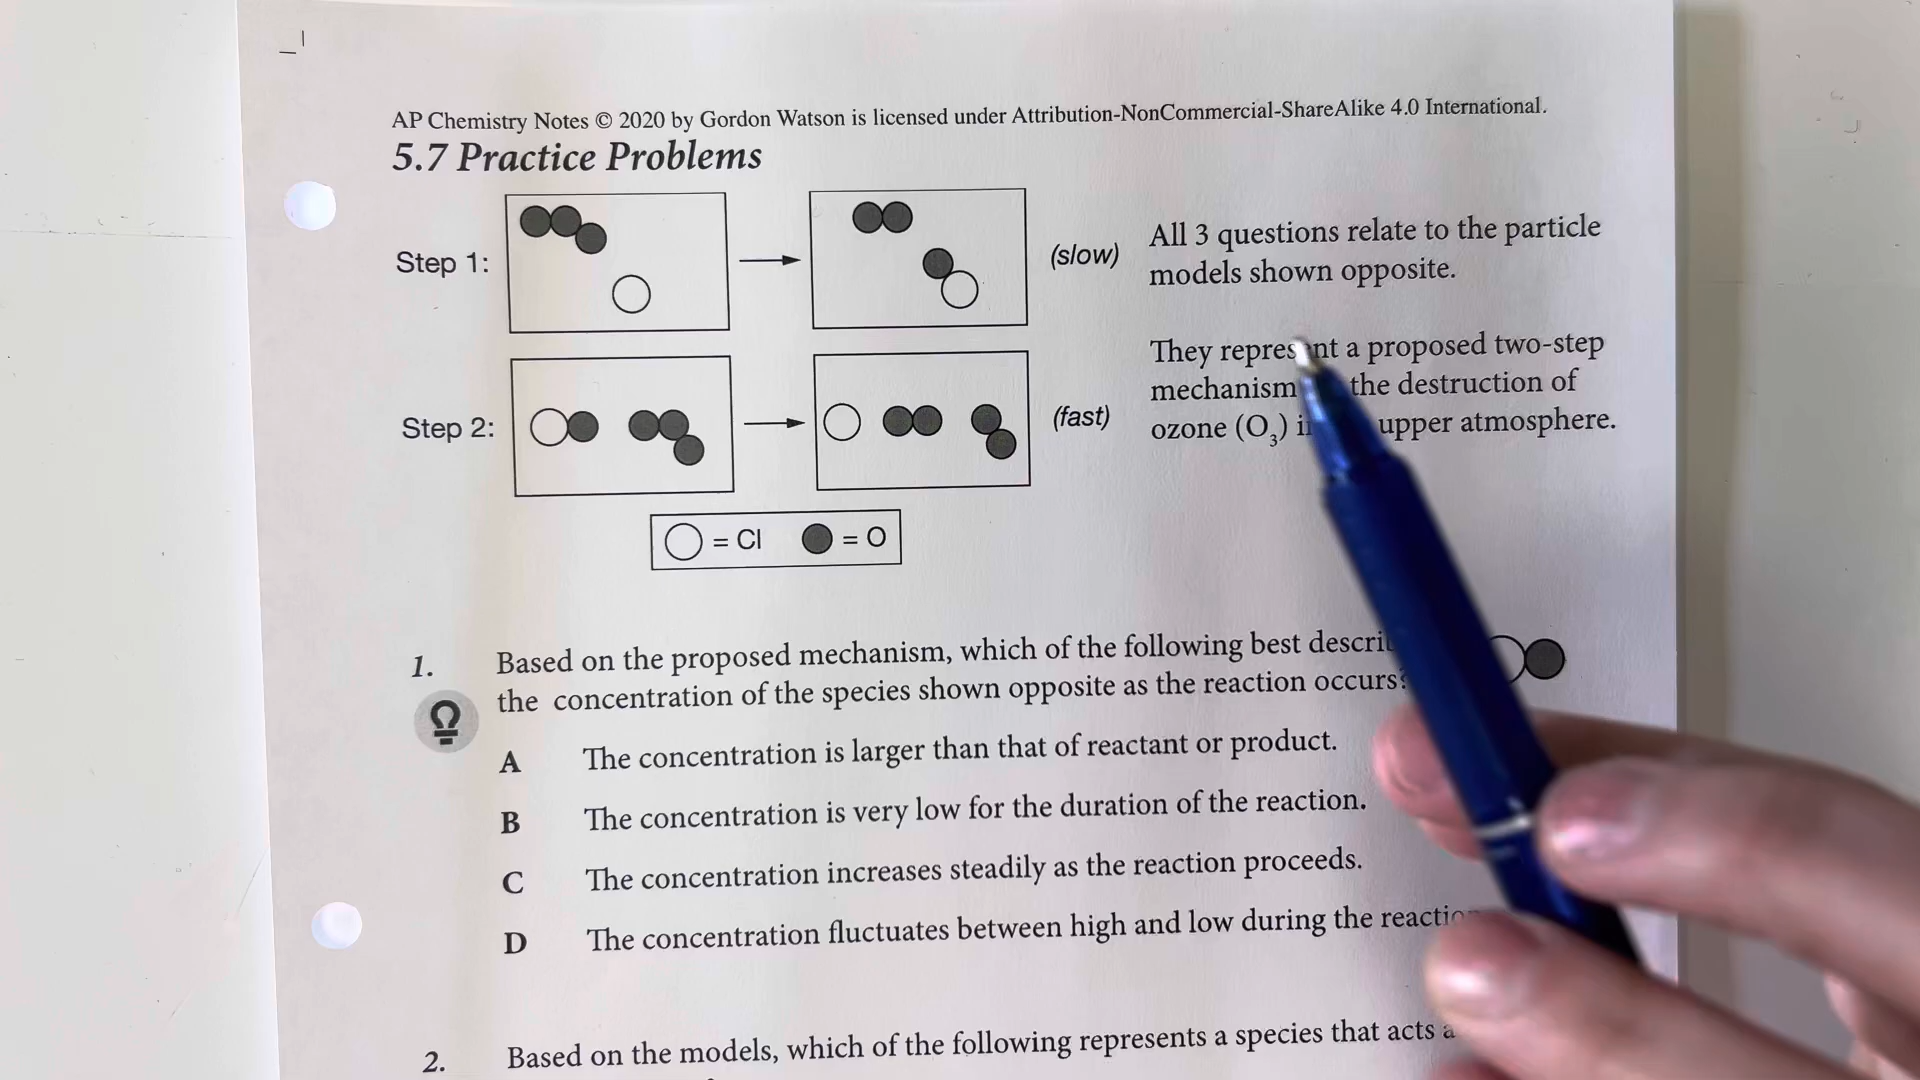 AP Chemistry Notes © 2020 by Gordon Watson is licensed under Attribution-NonCommercial-ShareAlike 4.0 International.
5.7 Practice Problems
Step 1:
(slow)
All 3 questions relate to the particle
models shown opposite.
Step 2:
(fast)
They represent a proposed two-step
mechanism the destruction of
ozone (O₃) upper atmosphere.
= Cl = O
1. Based on the proposed mechanism, which of the following best
the concentration of the species shown opposite as the reaction occurs?
A The concentration is larger than that of reactant or product.
B The concentration is very low for the duration of the reaction.
C The concentration increases steadily as the reaction proceeds.
D The concentration fluctuates between high and low during the
2. Based on the models, which of the following represents a species that acts